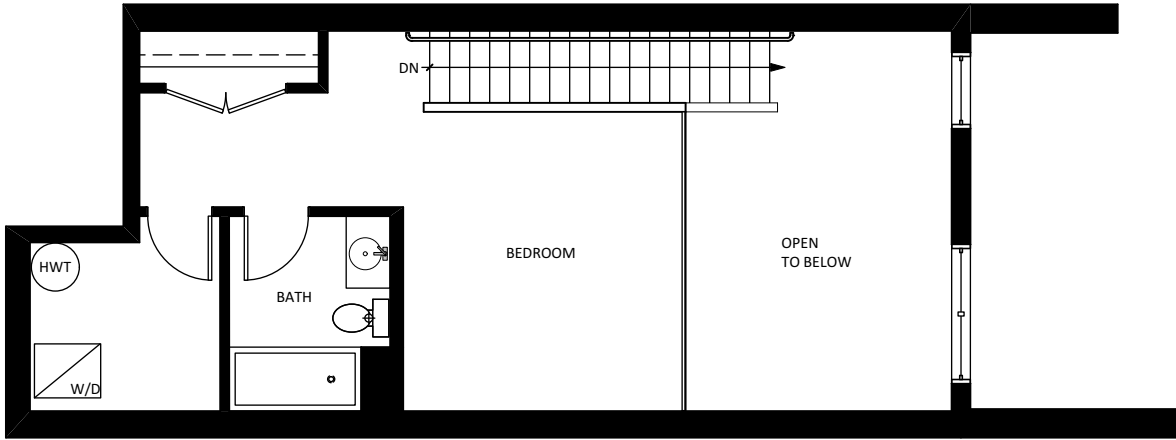 DN
HWT
BEDROOM
OPEN
TO BELOW
BATH
W/D